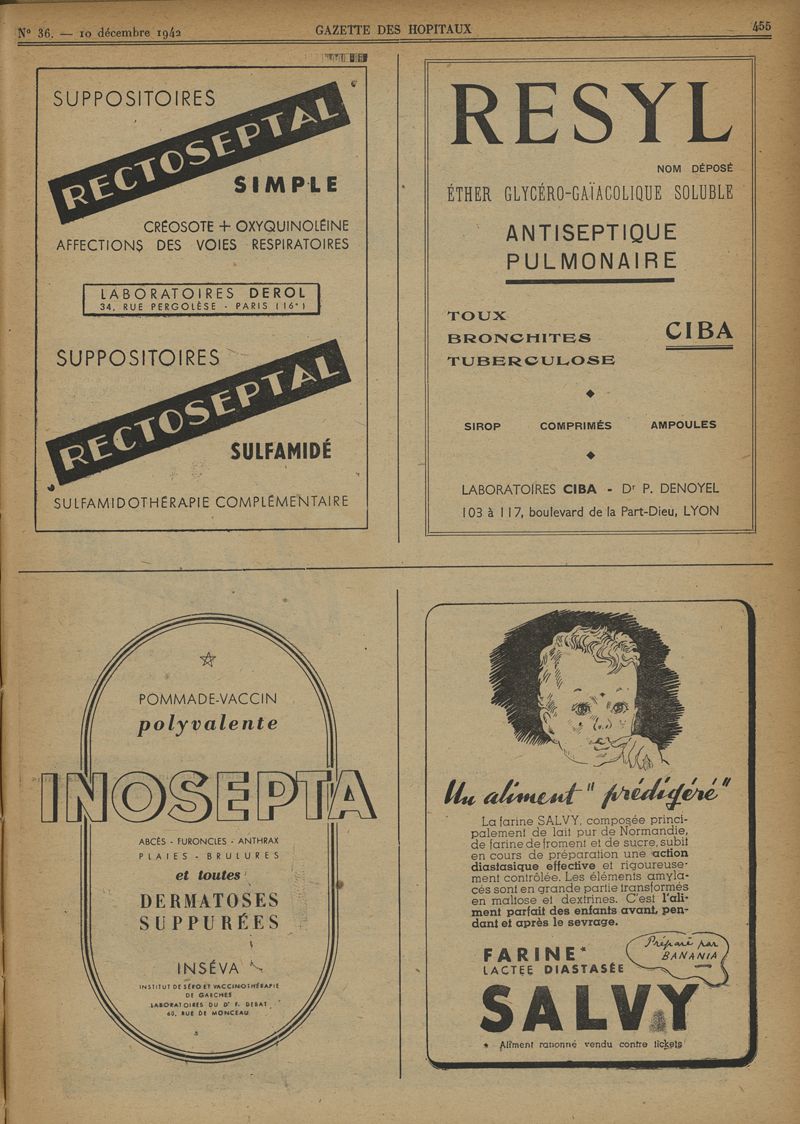 Nº 36. — 10 décembre 1942
GAZETTE DES HOPITAUX
455
SUPPOSITOIRES
RECTOSEPTAL
SIMPLE
CRÉOSOTE + OXYQUINOLÉINE
AFFECTIONS DES VOIES RESPIRATOIRES
LABORATOIRES DEROL
34, RUE PERGOLÈSE - PARIS (16e)
SUPPOSITOIRES
RECTOSEPTAL
SULFAMIDÉ
SULFAMIDOTHÉRAPIE COMPLÉMENTAIRE
RESYL
NOM DÉPOSÉ
ÉTHER GLYCÉRO-GAÏACOLIQUE SOLUBLE
ANTISEPTIQUE
PULMONAIRE
TOUX
BRONCHITES
TUBERCULOSE
CIBA
SIROP COMPRIMÉS AMPOULES
LABORATOIRES CIBA - Dr P. DENOYEL
103 à 117, boulevard de la Part-Dieu, LYON
POMMADE-VACCIN
polyvalente
INOSEPTA
ABCÈS - FURONCLES - ANTHRAX
PLAIES - BRULURES
et toutes
DERMATOSES
SUPPURÉES
INSÉVA
INSTITUT DE SÉRO ET VACCINOTHÉRAPIE
DE GARCHES
LABORATOIRES DU Dr F. DEBAT
60, RUE DE MONCEAU
Un aliment "prédigéré"
La farine SALVY, composée princi-
palement de lait pur de Normandie,
de farine de froment et de sucre, subit
en cours de préparation une action
diastasique effective et rigoureuse-
ment contrôlée. Les éléments amyla-
cés sont en grande partie transformés
en maltose et dextrines. C'est l'ali-
ment parfait des enfants avant, pen-
dant et après le sevrage.
FARINE*
LACTÉE DIASTASÉE
Préparé par
BANANIA
SALVY
* Aliment rationné vendu contre tickets